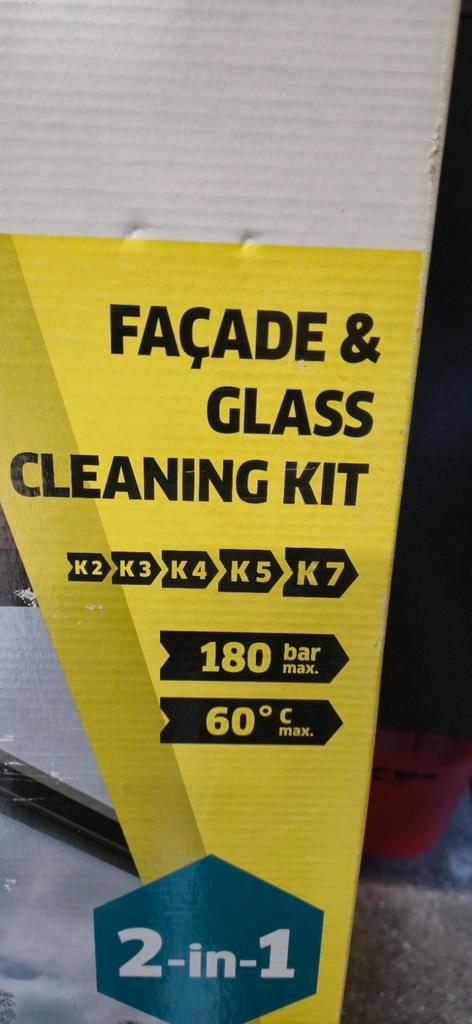 FAÇADE &
GLASS
CLEANING KIT
K2 K3 K4 K5 K7
180 bar max.
60° C max.
2-in-1